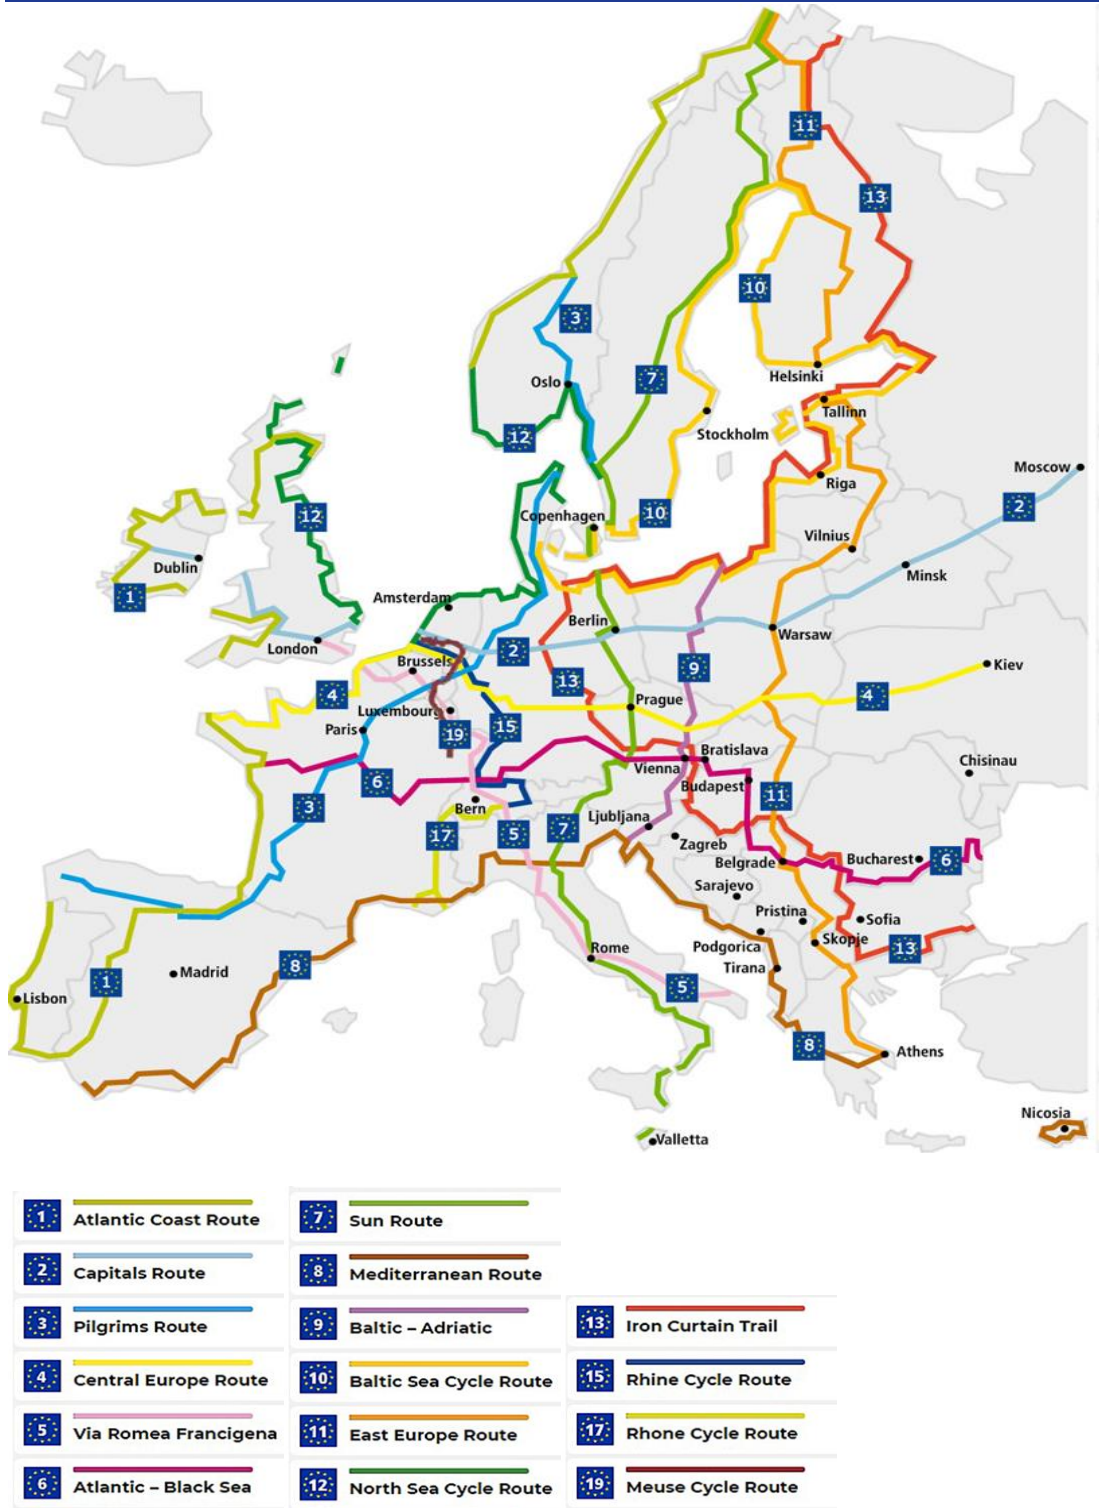 11
13
10
3
7
Oslo
Helsinki
Tallinn
12
Stockholm
Moscow
Riga
2
12
10
Copenhagen
Vilnius
Dublin
Minsk
1
Amsterdam
Berlin
Warsaw
London
2
Brussels
9
Kiev
13
4
4
Prague
Luxembourg
Paris
19
15
Bratislava
Vienna
Chisinau
6
Budapest
11
3
Bern
Ljubljana
17
5
7
Zagreb
Belgrade
Bucharest
6
Sarajevo
Pristina
Sofia
Skopje
13
Rome
Podgorica
8
Madrid
Tirana
1
5
Lisbon
8
Athens
Nicosia
Valletta
1 Atlantic Coast Route
2 Capitals Route
3 Pilgrims Route
4 Central Europe Route
5 Via Romea Francigena
6 Atlantic – Black Sea
7 Sun Route
8 Mediterranean Route
9 Baltic – Adriatic
10 Baltic Sea Cycle Route
11 East Europe Route
12 North Sea Cycle Route
13 Iron Curtain Trail
15 Rhine Cycle Route
17 Rhone Cycle Route
19 Meuse Cycle Route